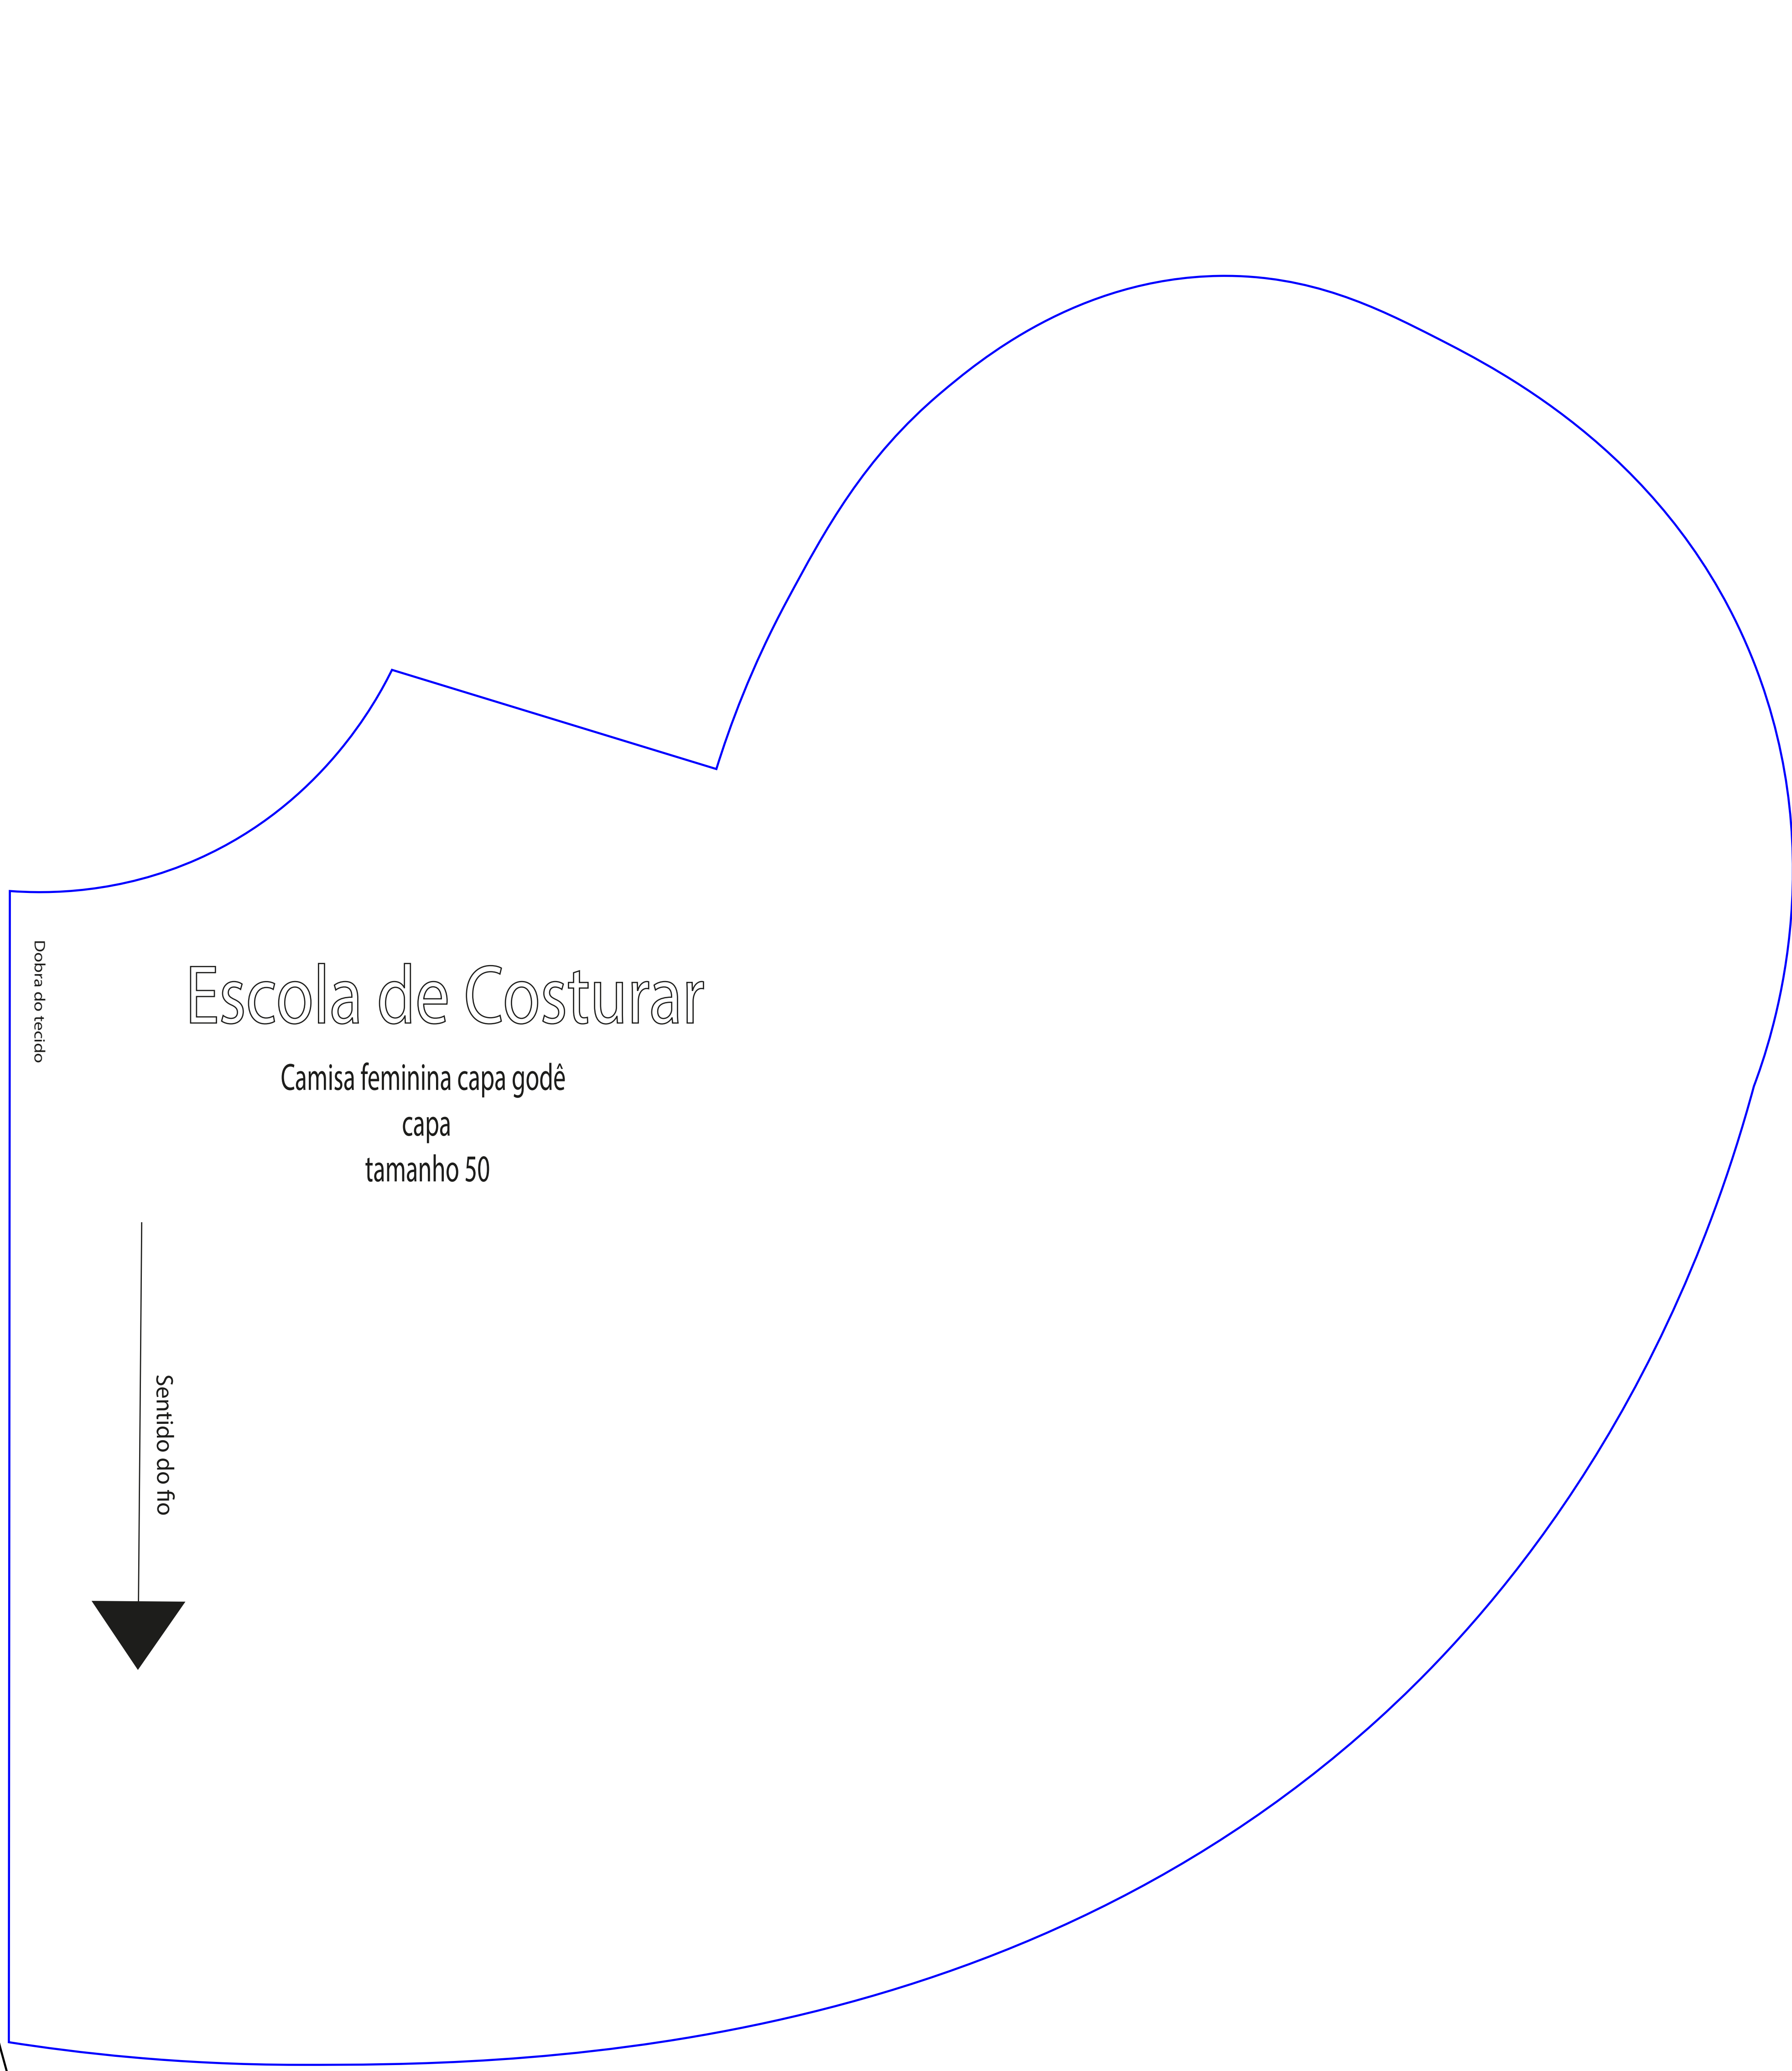 Dobra do tecido
Escola de Costurar
Camisa feminina capa godê
capa
tamanho 50
Sentido do fio